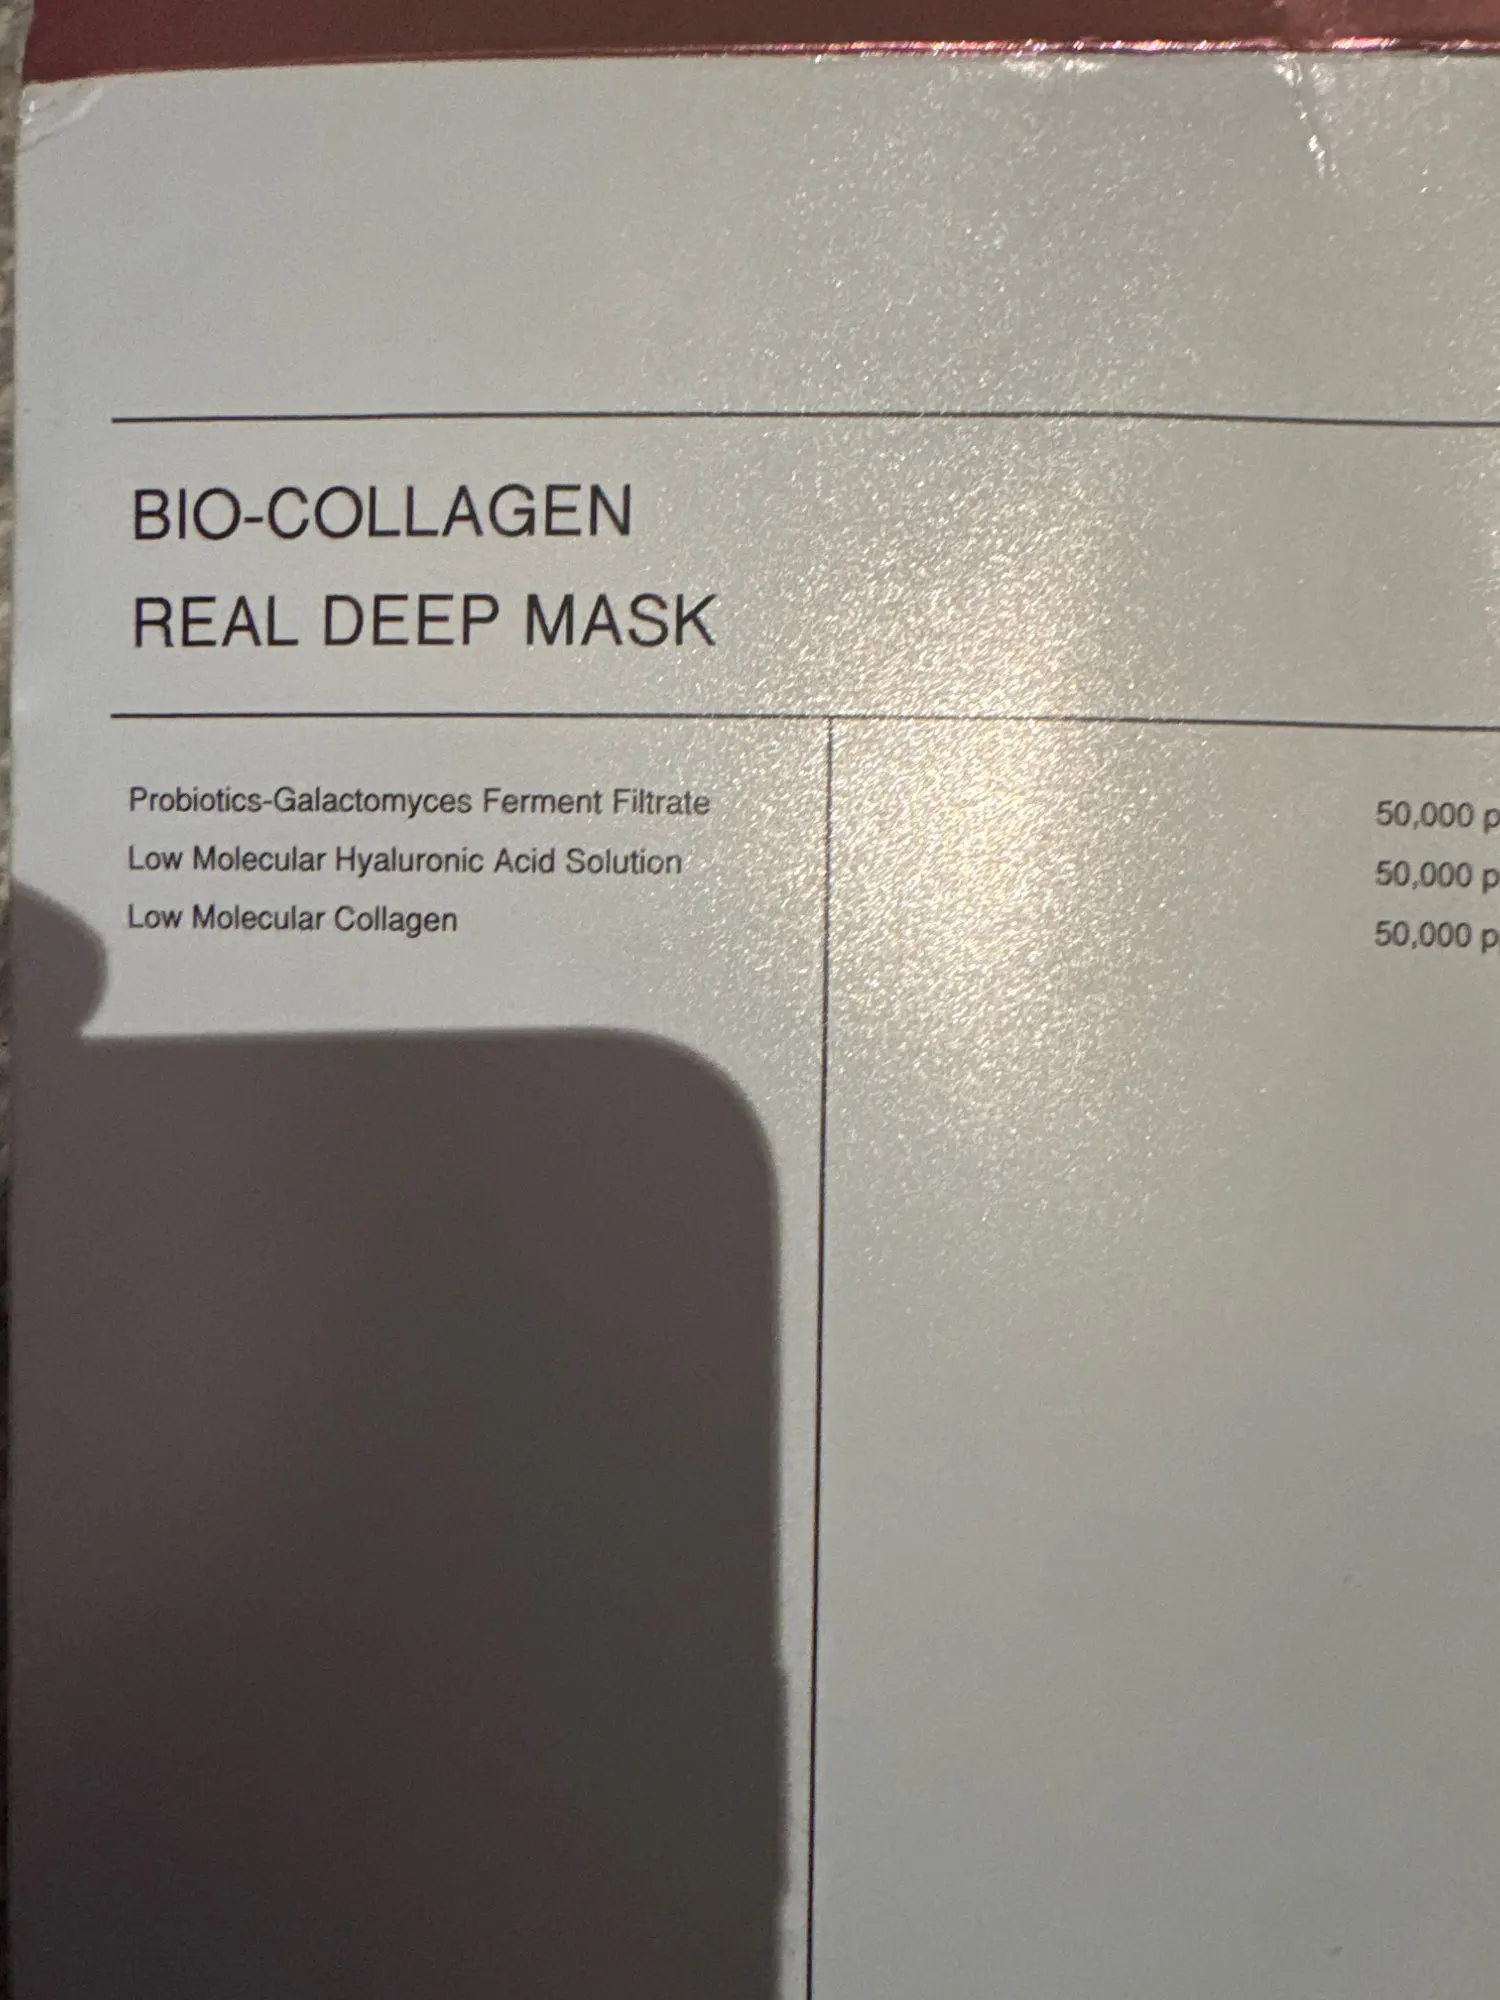 BIO-COLLAGEN
REAL DEEP MASK
Probiotics-Galactomyces Ferment Filtrate 50,000 p
Low Molecular Hyaluronic Acid Solution 50,000 p
Low Molecular Collagen 50,000 p